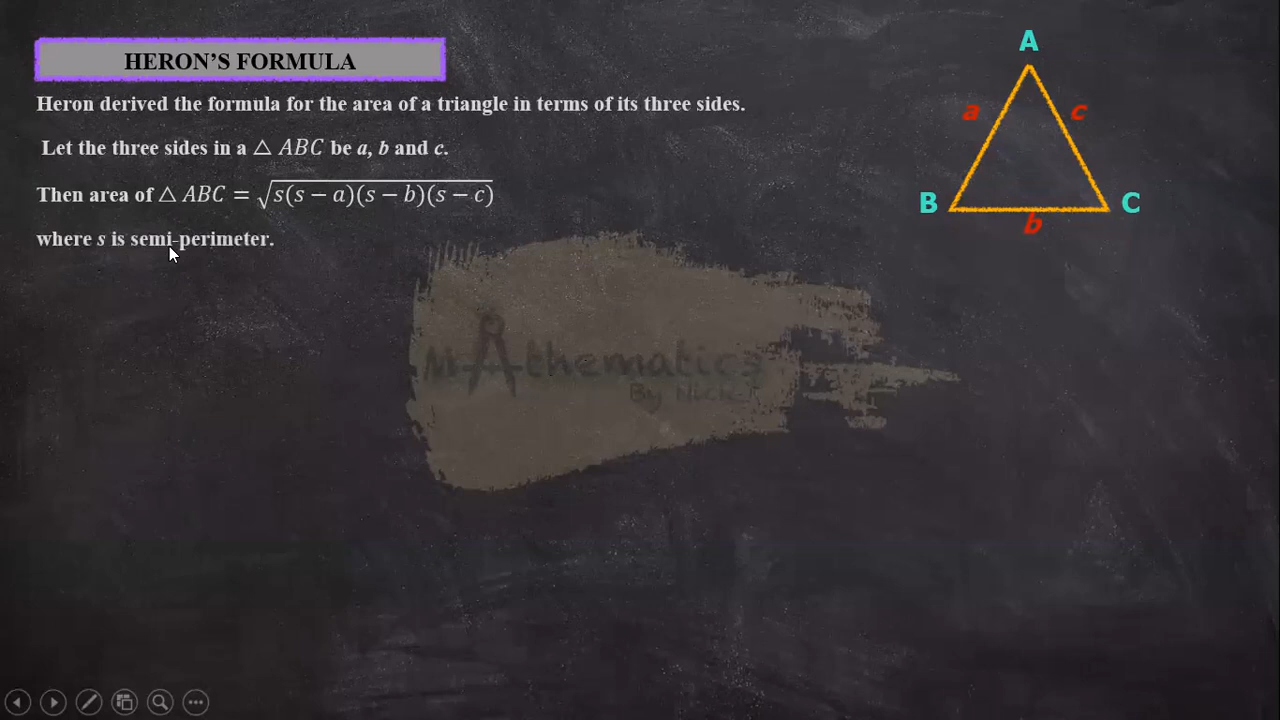 HERON'S FORMULA
Heron derived the formula for the area of a triangle in terms of its three sides.
Let the three sides in a △ ABC be a, b and c.
Then area of △ ABC = √s(s − a)(s − b)(s − c)
where s is semi-perimeter.
A
a c
B C
b
mAthematics